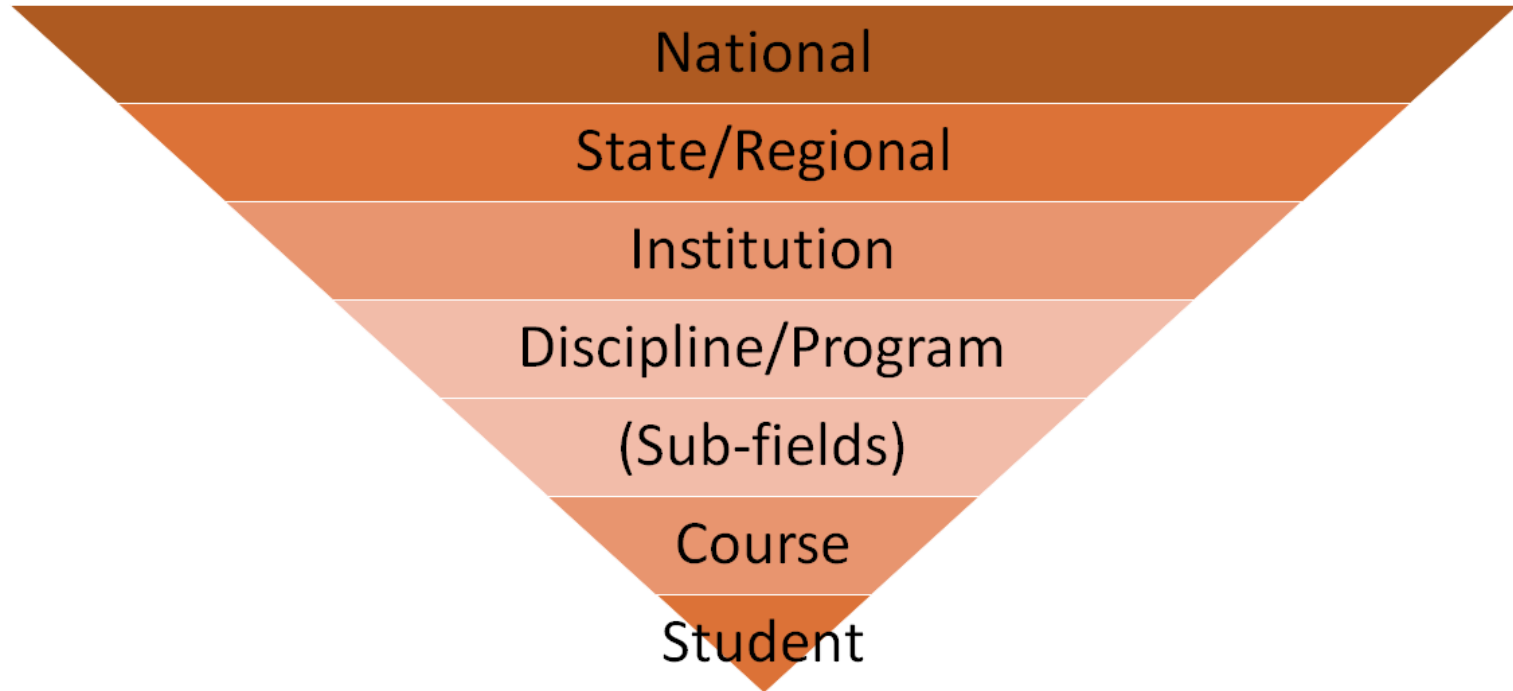 National
State/Regional
Institution
Discipline/Program
(Sub-fields)
Course
Student